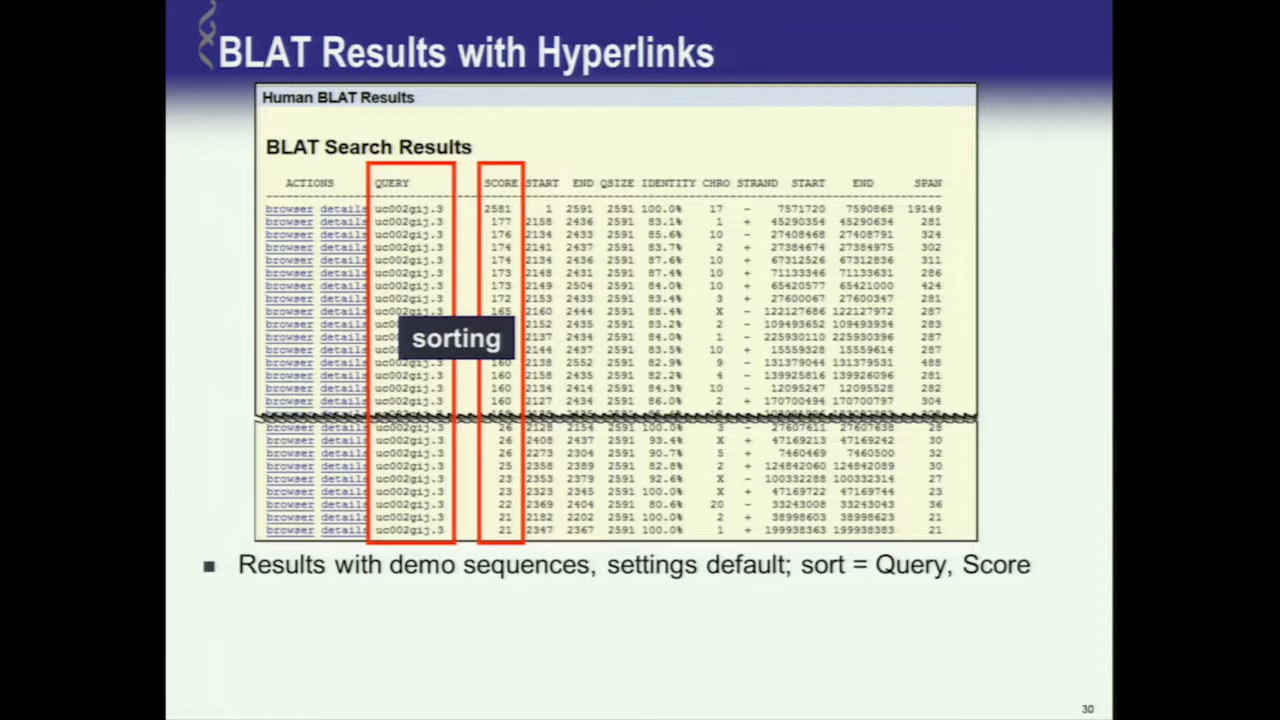 BLAT Results with Hyperlinks
Human BLAT Results
BLAT Search Results
ACTIONS QUERY SCORE START END QSIZE IDENTITY CHRO STRAND START END SPAN
browser details uc002gij.3 2581 1 2591 2591 100.0% 17 - 7571720 7590868 19149
browser details uc002gij.3 177 2158 2436 2591 83.1% 1 + 45290354 45290634 281
browser details uc002gij.3 176 2134 2433 2591 85.6% 10 - 27408468 27408791 324
browser details uc002gij.3 174 2141 2437 2591 83.7% 2 + 27384674 27384975 302
browser details uc002gij.3 174 2134 2436 2591 87.6% 10 + 67312526 67312836 311
browser details uc002gij.3 173 2148 2431 2591 87.4% 10 + 71133346 71133631 286
browser details uc002gij.3 173 2149 2504 2591 84.0% 10 + 65420577 65421000 424
browser details uc002gij.3 172 2153 2433 2591 83.4% 3 + 27600067 27600347 281
browser details uc002gij.3 165 2160 2444 2591 88.4% X - 122127686 122127972 287
browser details 2152 2435 2591 83.2% 2 - 109493652 109493934 283
browser details 2137 2434 2591 84.0% 1 - 225930110 225930396 287
browser details 2144 2437 2591 83.5% 10 + 15559328 15559614 287
sorting
browser details uc002gij.3 160 2138 2552 2591 82.9% 9 - 131379044 131379531 488
browser details uc002gij.3 160 2158 2435 2591 82.2% 4 - 139925816 139926096 281
browser details uc002gij.3 160 2134 2414 2591 84.3% 10 - 12095247 12095528 282
browser details uc002gij.3 160 2127 2434 2591 86.0% 2 + 170700494 170700797 304
browser details uc002gij.3 26 2128 2154 2591 100.0% 3 - 27607611 27607638 28
browser details uc002gij.3 26 2408 2437 2591 93.4% X + 47169213 47169242 30
browser details uc002gij.3 26 2273 2304 2591 90.7% 5 + 7460469 7460500 32
browser details uc002gij.3 25 2358 2389 2591 82.8% 2 + 124842060 124842089 30
browser details uc002gij.3 23 2353 2379 2591 92.6% X - 100332288 100332314 27
browser details uc002gij.3 23 2323 2345 2591 100.0% X + 47169722 47169744 23
browser details uc002gij.3 22 2369 2404 2591 80.6% 20 - 33243008 33243043 36
browser details uc002gij.3 21 2182 2202 2591 100.0% 2 + 38998603 38998623 21
browser details uc002gij.3 21 2347 2367 2591 100.0% 1 + 199938363 199938383 21
■ Results with demo sequences, settings default; sort = Query, Score
30